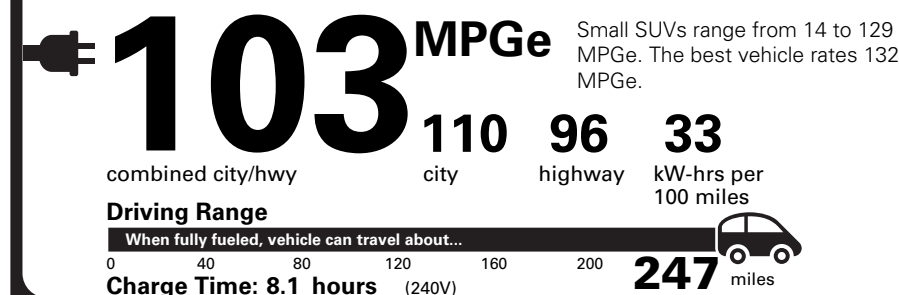 103 MPGe
Small SUVs range from 14 to 129
MPGe. The best vehicle rates 132
MPGe.
110 96 33
combined city/hwy city highway kW-hrs per
100 miles
Driving Range
When fully fueled, vehicle can travel about...
0 40 80 120 160 200 247 miles
Charge Time: 8.1 hours (240V)